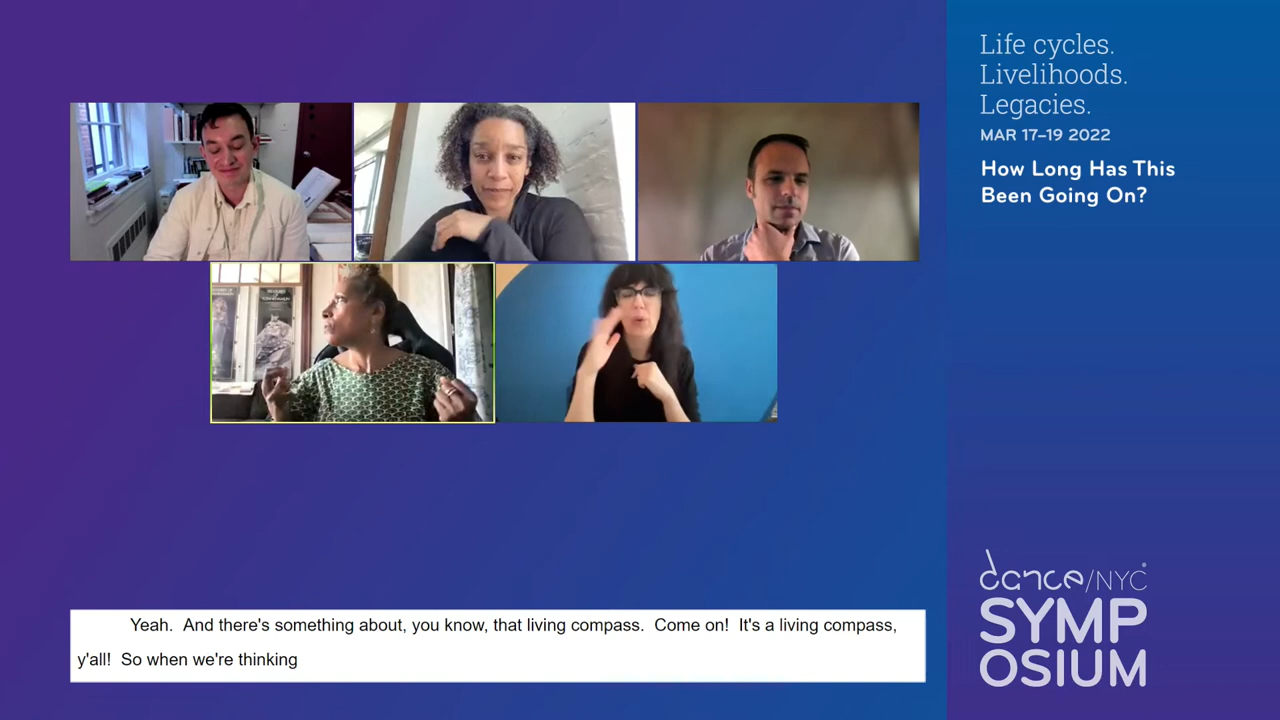 Life cycles.
Livelihoods.
Legacies.
MAR 17–19 2022
How Long Has This
Been Going On?
dance/NYC
SYMP
OSIUM
Yeah.  And there's something about, you know, that living compass.  Come on!  It's a living compass,
y'all!  So when we're thinking